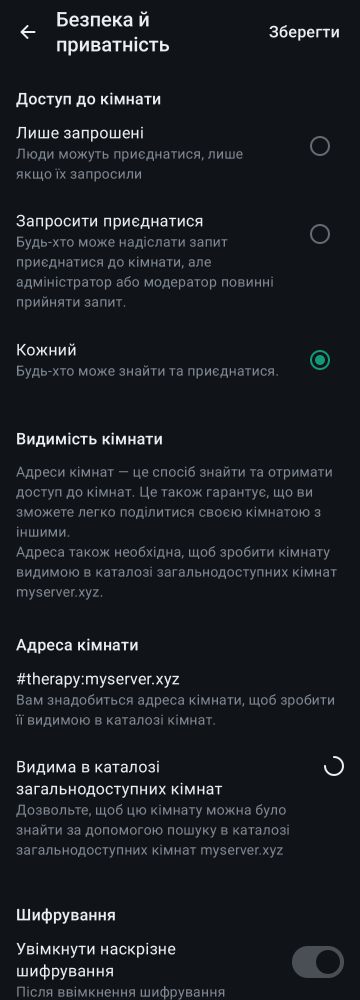 Безпека й
приватність
Зберегти
Доступ до кімнати
Лише запрошені
Люди можуть приєднатися, лише
якщо їх запросили
Запросити приєднатися
Будь-хто може надіслати запит
приєднатися до кімнати, але
адміністратор або модератор повинні
прийняти запит.
Кожний
Будь-хто може знайти та приєднатися.
Видимість кімнати
Адреси кімнат — це спосіб знайти та отримати
доступ до кімнат. Це також гарантує, що ви
зможете легко поділитися своєю кімнатою з
іншими.
Адреса також необхідна, щоб зробити кімнату
видимою в каталозі загальнодоступних кімнат
myserver.xyz.
Адреса кімнати
#therapy:myserver.xyz
Вам знадобиться адреса кімнати, щоб зробити
її видимою в каталозі кімнат.
Видима в каталозі
загальнодоступних кімнат
Дозвольте, щоб цю кімнату можна було
знайти за допомогою пошуку в каталозі
загальнодоступних кімнат myserver.xyz
Шифрування
Увімкнути наскрізне
шифрування
Після ввімкнення шифрування